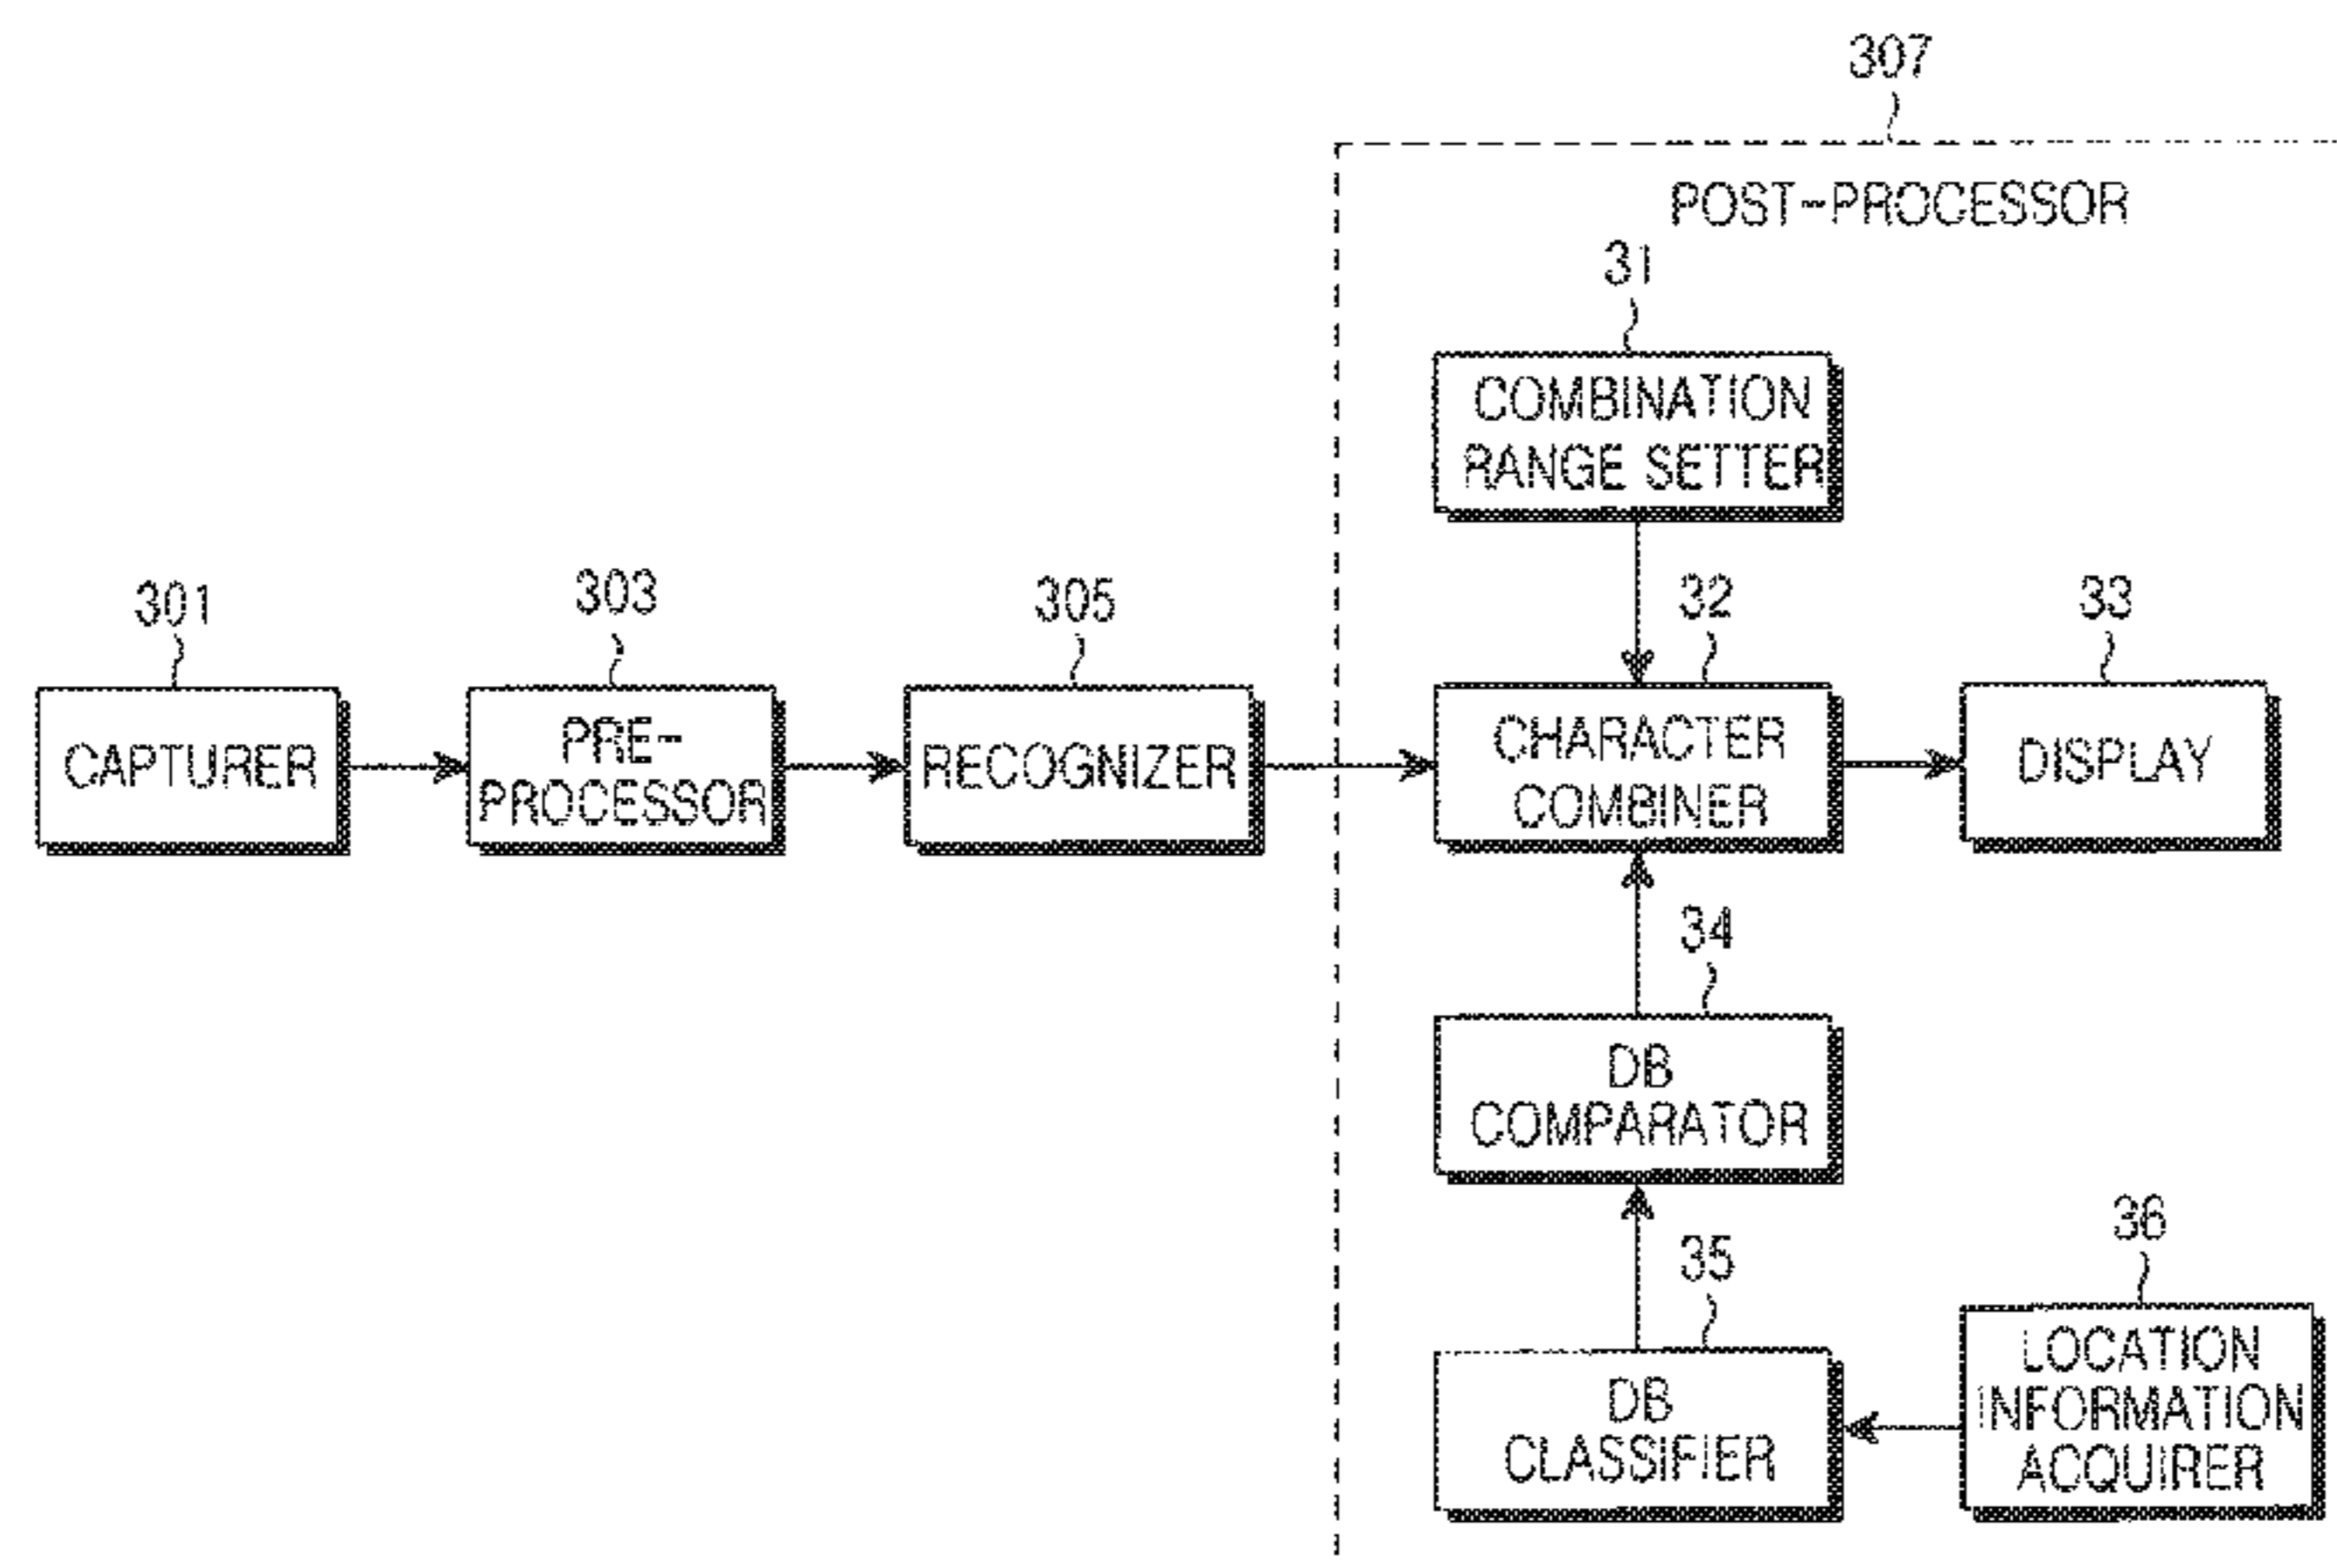 307
POST-PROCESSOR
31
COMBINATION
RANGE SETTER
301
303
305
32
33
CAPTURER
PRE-
PROCESSOR
RECOGNIZER
CHARACTER
COMBINER
DISPLAY
34
DB
COMPARATOR
35
36
DB
CLASSIFIER
LOCATION
INFORMATION
ACQUIRER